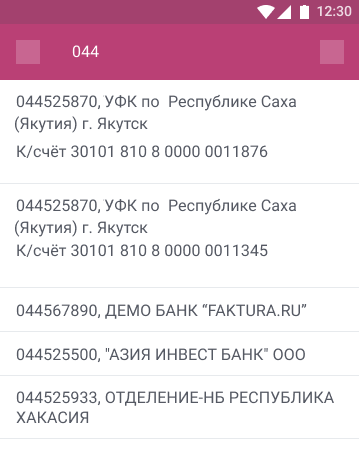 12:30
044
044525870, УФК по  Республике Саха
(Якутия) г. Якутск
К/счёт 30101 810 8 0000 0011876
044525870, УФК по  Республике Саха
(Якутия) г. Якутск
К/счёт 30101 810 8 0000 0011345
044567890, ДЕМО БАНК “FAKTURA.RU”
044525500, "АЗИЯ ИНВЕСТ БАНК" ООО
044525933, ОТДЕЛЕНИЕ-НБ РЕСПУБЛИКА
ХАКАСИЯ